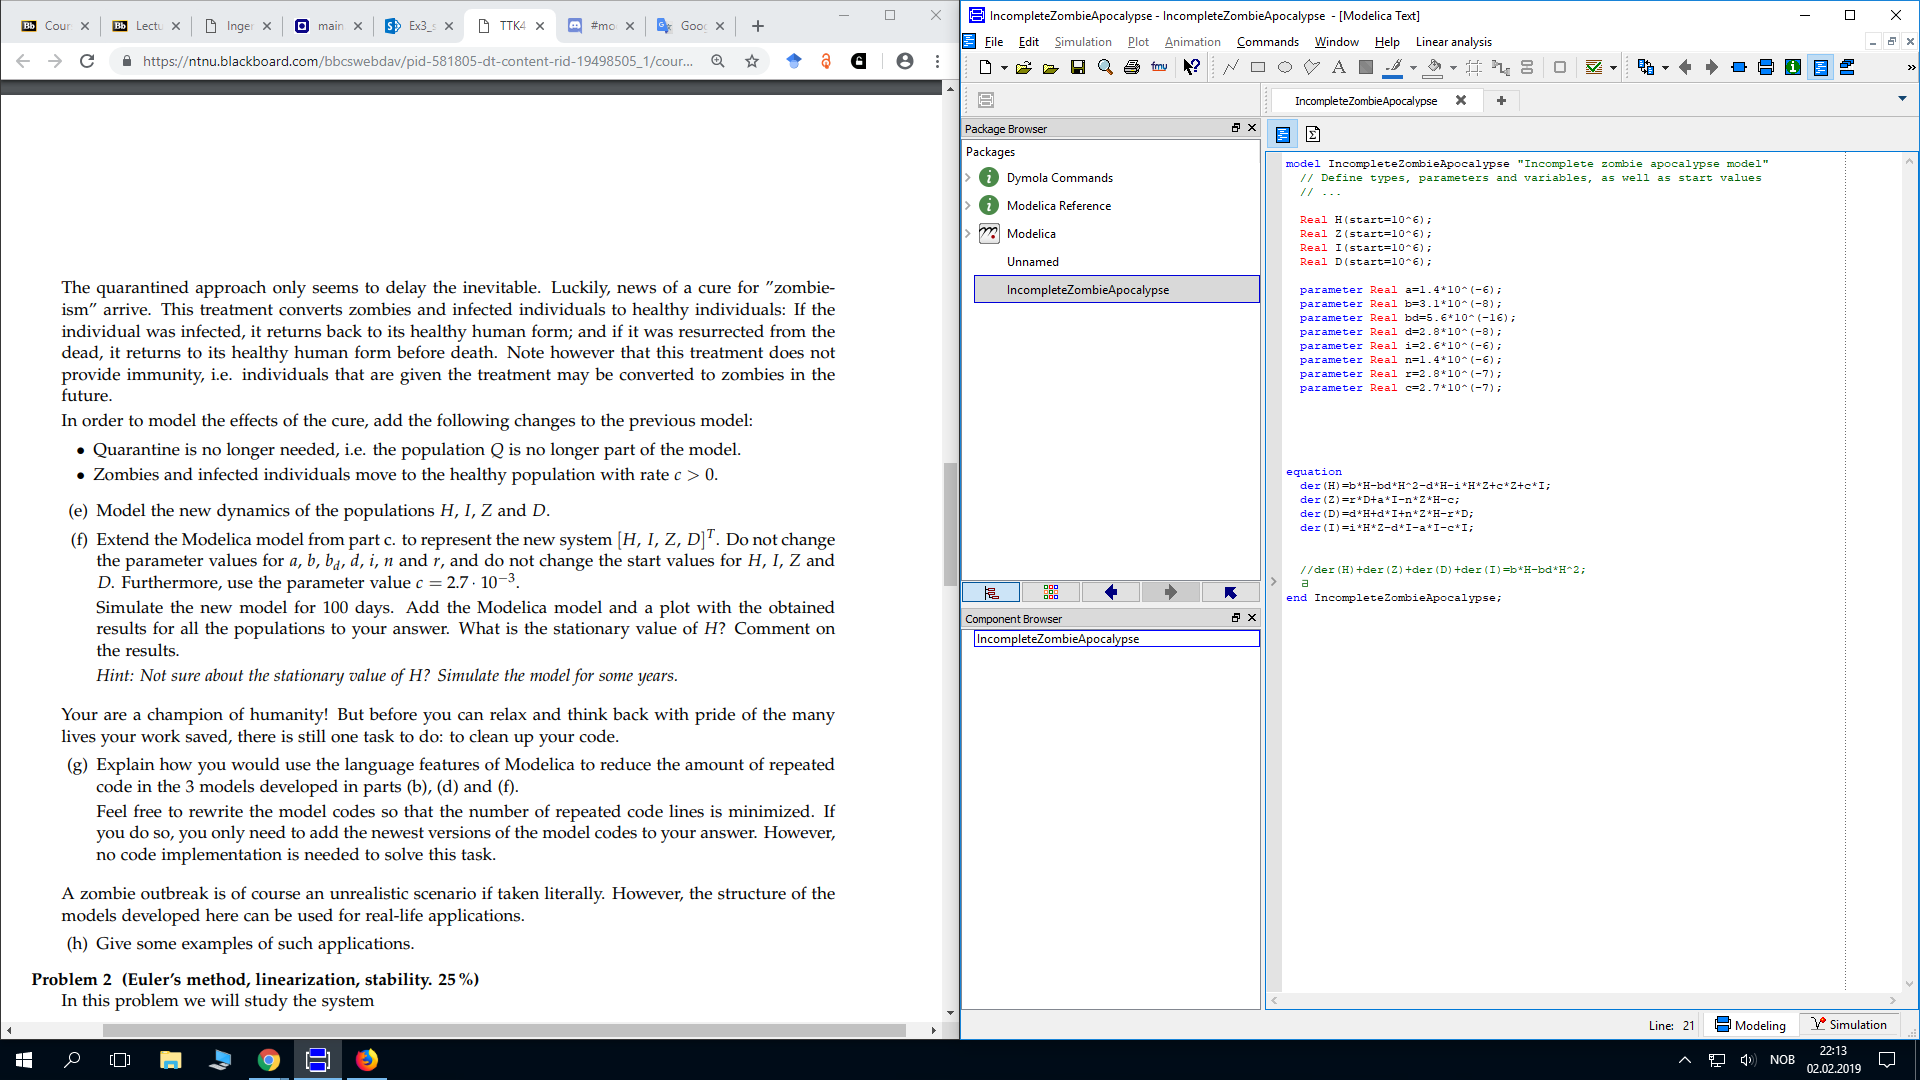 Cour
Lectu
Inger
main
Ex3_s
TTK4
#mo
Goog
https://ntnu.blackboard.com/bbcswebdav/pid-581805-dt-content-rid-19498505_1/cour...
The quarantined approach only seems to delay the inevitable. Luckily, news of a cure for "zombie-
ism" arrive. This treatment converts zombies and infected individuals to healthy individuals: If the
individual was infected, it returns back to its healthy human form; and if it was resurrected from the
dead, it returns to its healthy human form before death. Note however that this treatment does not
provide immunity, i.e. individuals that are given the treatment may be converted to zombies in the
future.
In order to model the effects of the cure, add the following changes to the previous model:
• Quarantine is no longer needed, i.e. the population Q is no longer part of the model.
• Zombies and infected individuals move to the healthy population with rate c > 0.
(e) Model the new dynamics of the populations H, I, Z and D.
(f) Extend the Modelica model from part c. to represent the new system [H, I, Z, D]^T. Do not change
the parameter values for a, b, b_d, d, i, n and r, and do not change the start values for H, I, Z and
D. Furthermore, use the parameter value c = 2.7 · 10^−3.
Simulate the new model for 100 days. Add the Modelica model and a plot with the obtained
results for all the populations to your answer. What is the stationary value of H? Comment on
the results.
Hint: Not sure about the stationary value of H? Simulate the model for some years.
Your are a champion of humanity! But before you can relax and think back with pride of the many
lives your work saved, there is still one task to do: to clean up your code.
(g) Explain how you would use the language features of Modelica to reduce the amount of repeated
code in the 3 models developed in parts (b), (d) and (f).
Feel free to rewrite the model codes so that the number of repeated code lines is minimized. If
you do so, you only need to add the newest versions of the model codes to your answer. However,
no code implementation is needed to solve this task.
A zombie outbreak is of course an unrealistic scenario if taken literally. However, the structure of the
models developed here can be used for real-life applications.
(h) Give some examples of such applications.
Problem 2 (Euler's method, linearization, stability. 25 %)
In this problem we will study the system
IncompleteZombieApocalypse - IncompleteZombieApocalypse - [Modelica Text]
File Edit Simulation Plot Animation Commands Window Help Linear analysis
fmu
IncompleteZombieApocalypse
Package Browser
Packages
Dymola Commands
Modelica Reference
Modelica
Unnamed
IncompleteZombieApocalypse
Component Browser
IncompleteZombieApocalypse
model IncompleteZombieApocalypse "Incomplete zombie apocalypse model"
// Define types, parameters and variables, as well as start values
// ...
Real H(start=10^6);
Real Z(start=10^6);
Real I(start=10^6);
Real D(start=10^6);
parameter Real a=1.4*10^(-6);
parameter Real b=3.1*10^(-8);
parameter Real bd=5.6*10^(-16);
parameter Real d=2.8*10^(-8);
parameter Real i=2.6*10^(-6);
parameter Real n=1.4*10^(-6);
parameter Real r=2.8*10^(-7);
parameter Real c=2.7*10^(-7);
equation
der(H)=b*H-bd*H^2-d*H-i*H*Z+c*Z+c*I;
der(Z)=r*D+a*I-n*Z*H-c;
der(D)=d*H+d*I+n*Z*H-r*D;
der(I)=i*H*Z-d*I-a*I-c*I;
//der(H)+der(Z)+der(D)+der(I)=b*H-bd*H^2;
a
end IncompleteZombieApocalypse;
Line: 21
Modeling
Simulation
NOB
22:13
02.02.2019